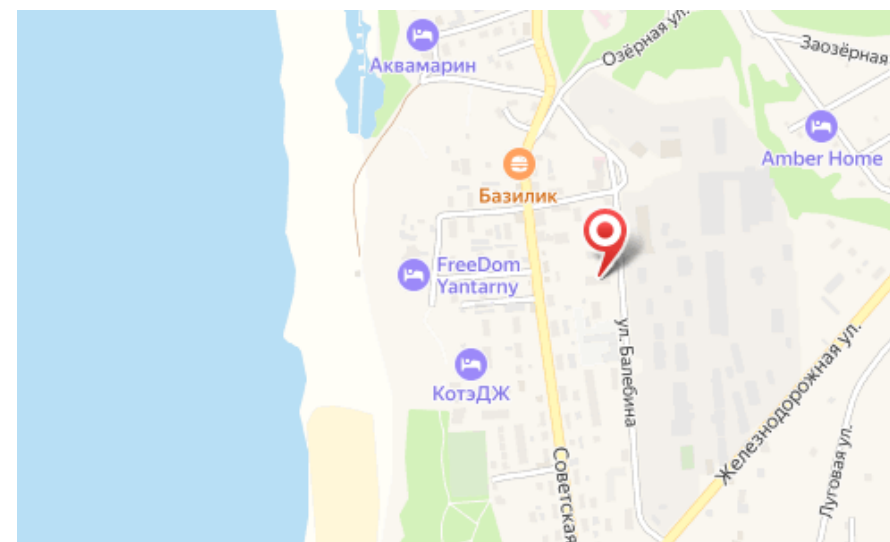 Озёрная ул.
Заозёрная
Аквамарин
Amber Home
Базилик
FreeDom
Yantarny
ул. Балебина
КотэДЖ
Железнодорожная ул.
Луговая ул.
Советская